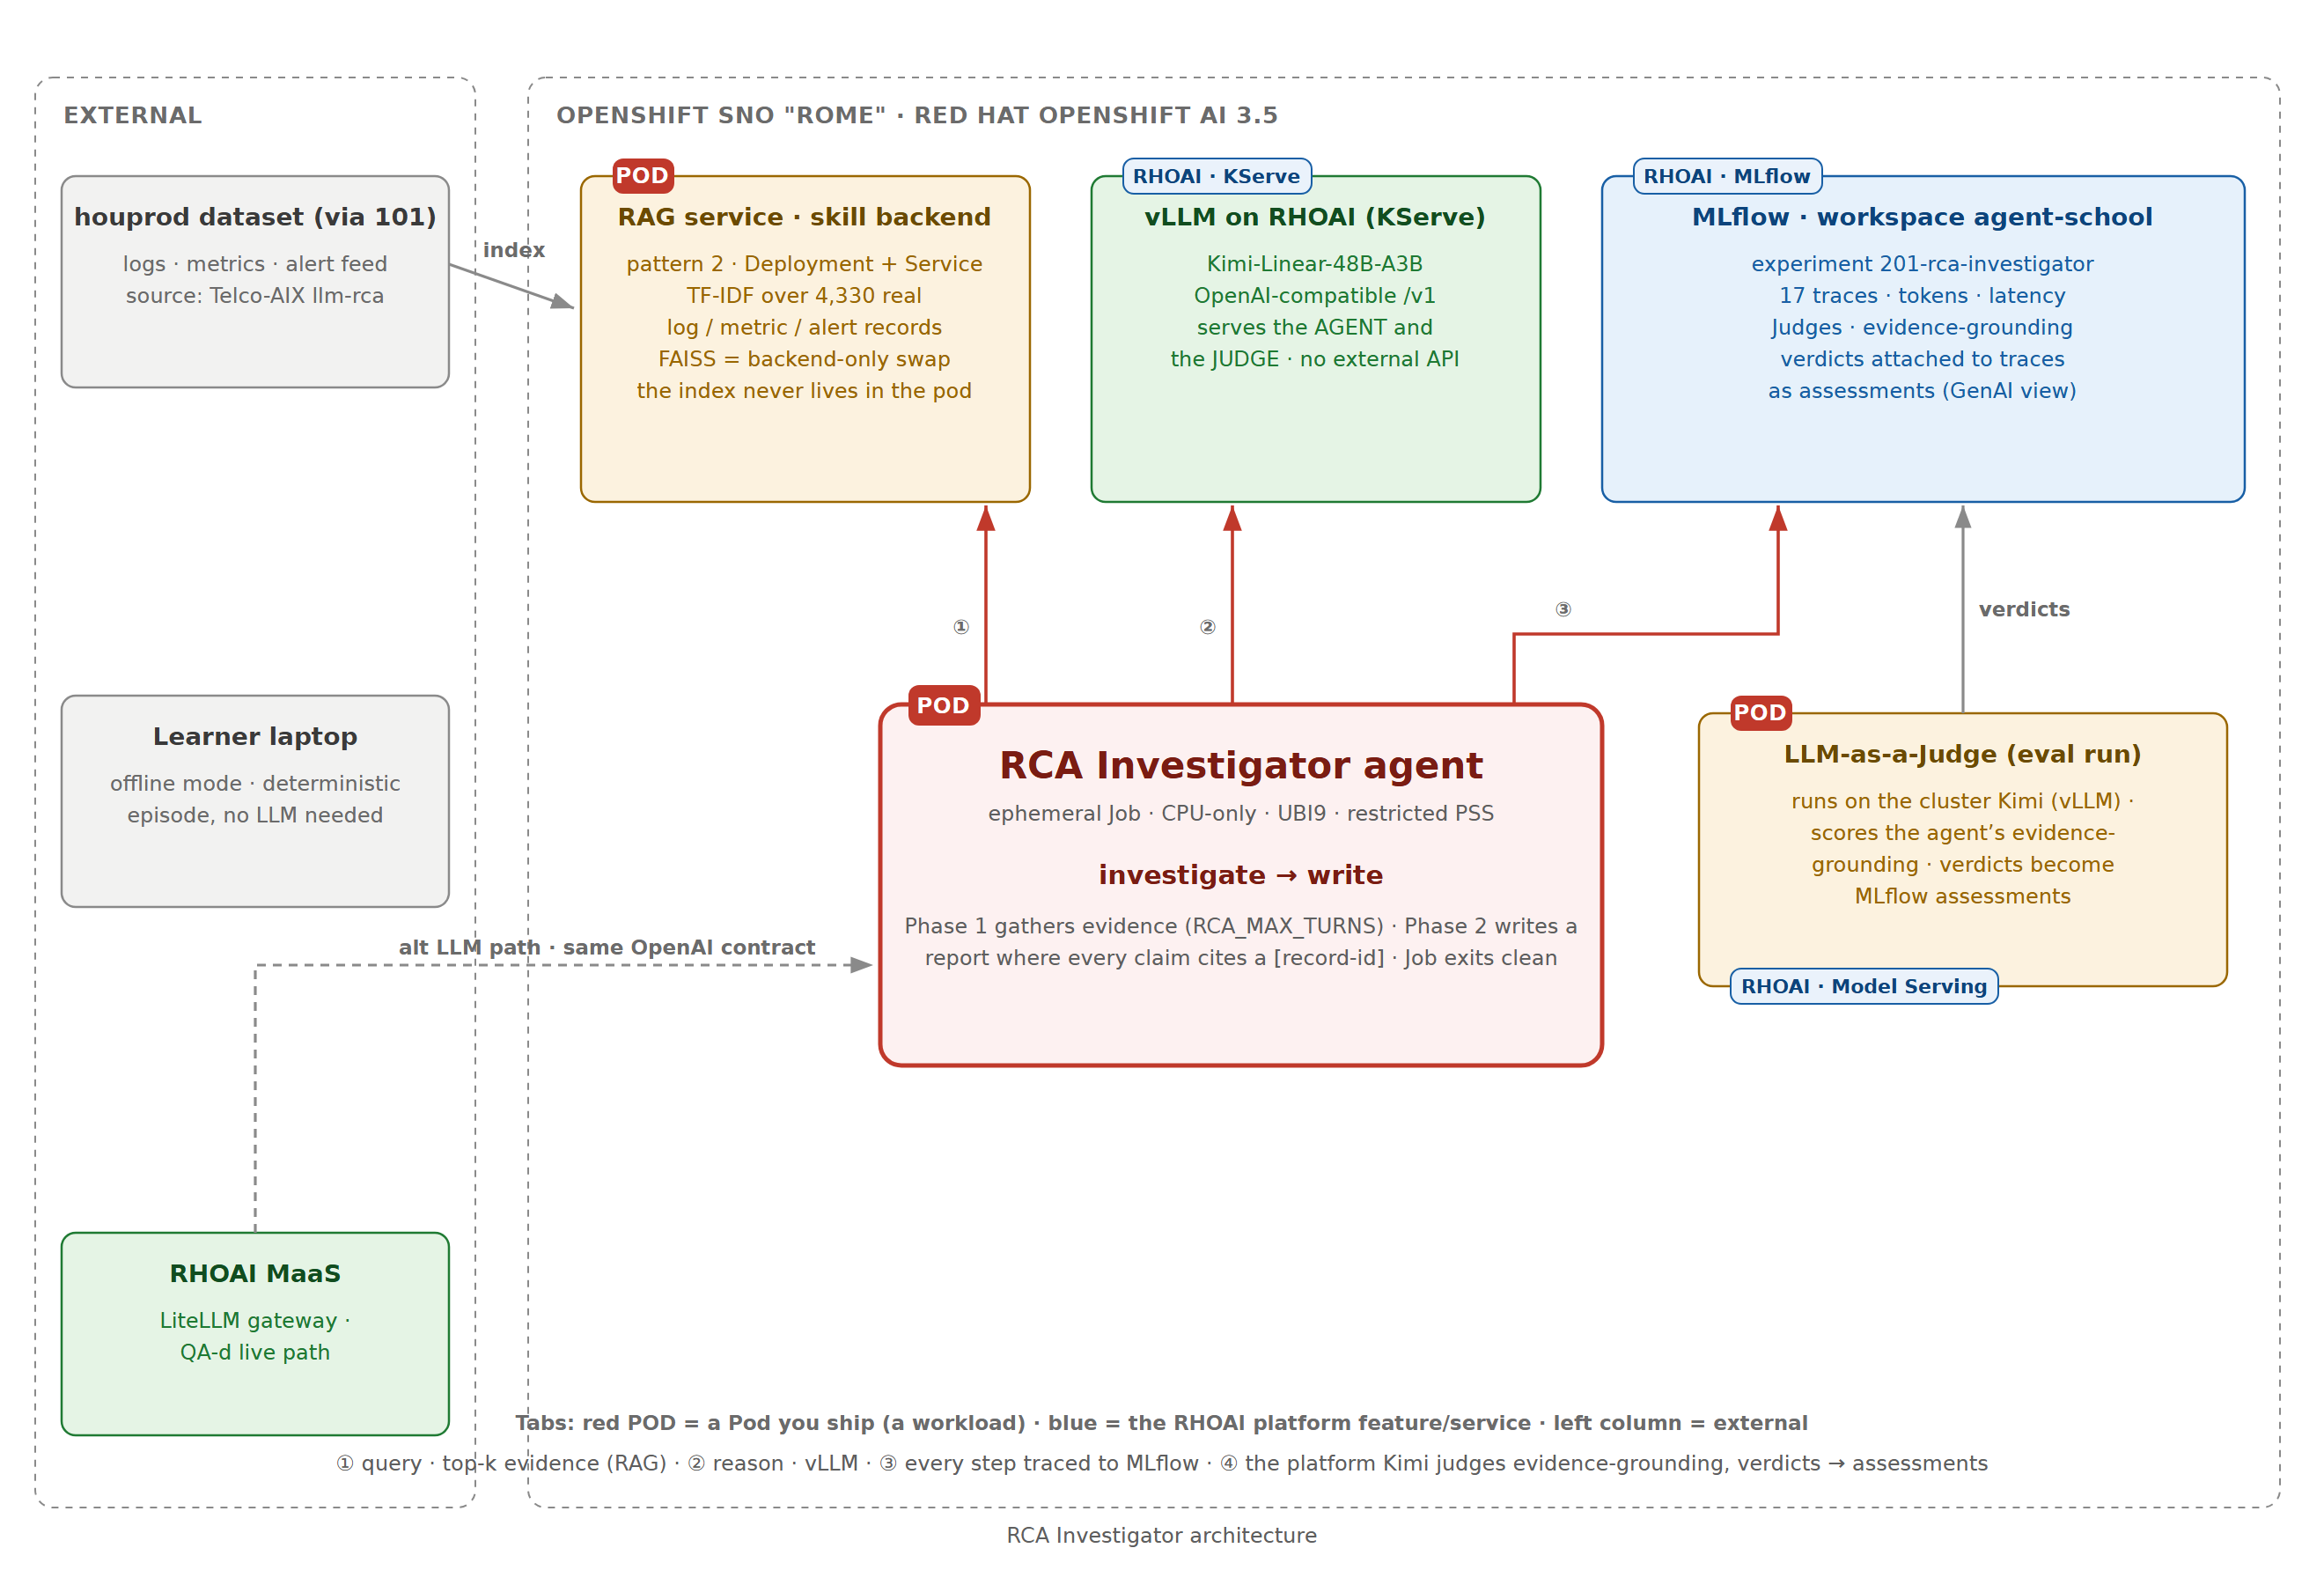 EXTERNAL
houprod dataset (via 101)
logs · metrics · alert feed
source: Telco-AIX llm-rca
index
Learner laptop
offline mode · deterministic
episode, no LLM needed
alt LLM path · same OpenAI contract
RHOAI MaaS
LiteLLM gateway ·
QA-d live path
OPENSHIFT SNO "ROME" · RED HAT OPENSHIFT AI 3.5
POD
RAG service · skill backend
pattern 2 · Deployment + Service
TF-IDF over 4,330 real
log / metric / alert records
FAISS = backend-only swap
the index never lives in the pod
RHOAI · KServe
vLLM on RHOAI (KServe)
Kimi-Linear-48B-A3B
OpenAI-compatible /v1
serves the AGENT and
the JUDGE · no external API
RHOAI · MLflow
MLflow · workspace agent-school
experiment 201-rca-investigator
17 traces · tokens · latency
Judges · evidence-grounding
verdicts attached to traces
as assessments (GenAI view)
①
②
③
verdicts
POD
RCA Investigator agent
ephemeral Job · CPU-only · UBI9 · restricted PSS
investigate → write
Phase 1 gathers evidence (RCA_MAX_TURNS) · Phase 2 writes a
report where every claim cites a [record-id] · Job exits clean
POD
LLM-as-a-Judge (eval run)
runs on the cluster Kimi (vLLM) ·
scores the agent’s evidence-
grounding · verdicts become
MLflow assessments
RHOAI · Model Serving
Tabs: red POD = a Pod you ship (a workload) · blue = the RHOAI platform feature/service · left column = external
① query · top-k evidence (RAG) · ② reason · vLLM · ③ every step traced to MLflow · ④ the platform Kimi judges evidence-grounding, verdicts → assessments
RCA Investigator architecture